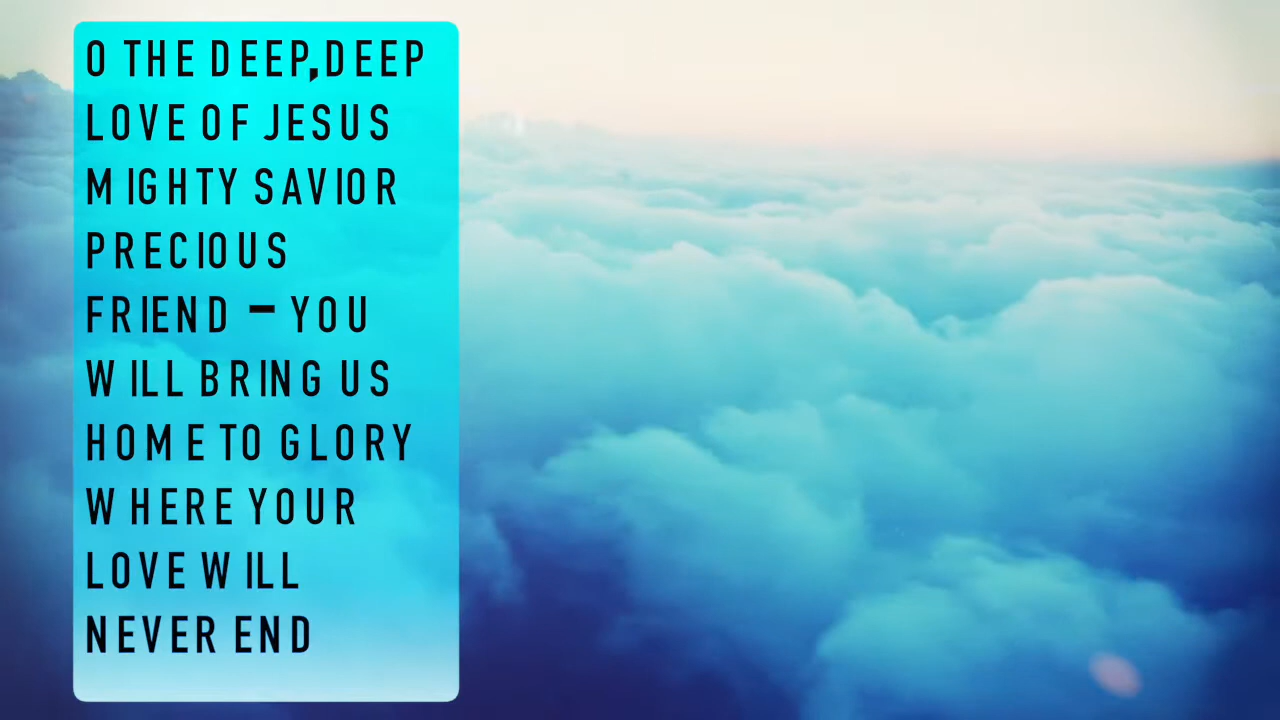 O THE DEEP,DEEP
LOVE OF JESUS
MIGHTY SAVIOR
PRECIOUS
FRIEND – YOU
WILL BRING US
HOME TO GLORY
WHERE YOUR
LOVE WILL
NEVER END